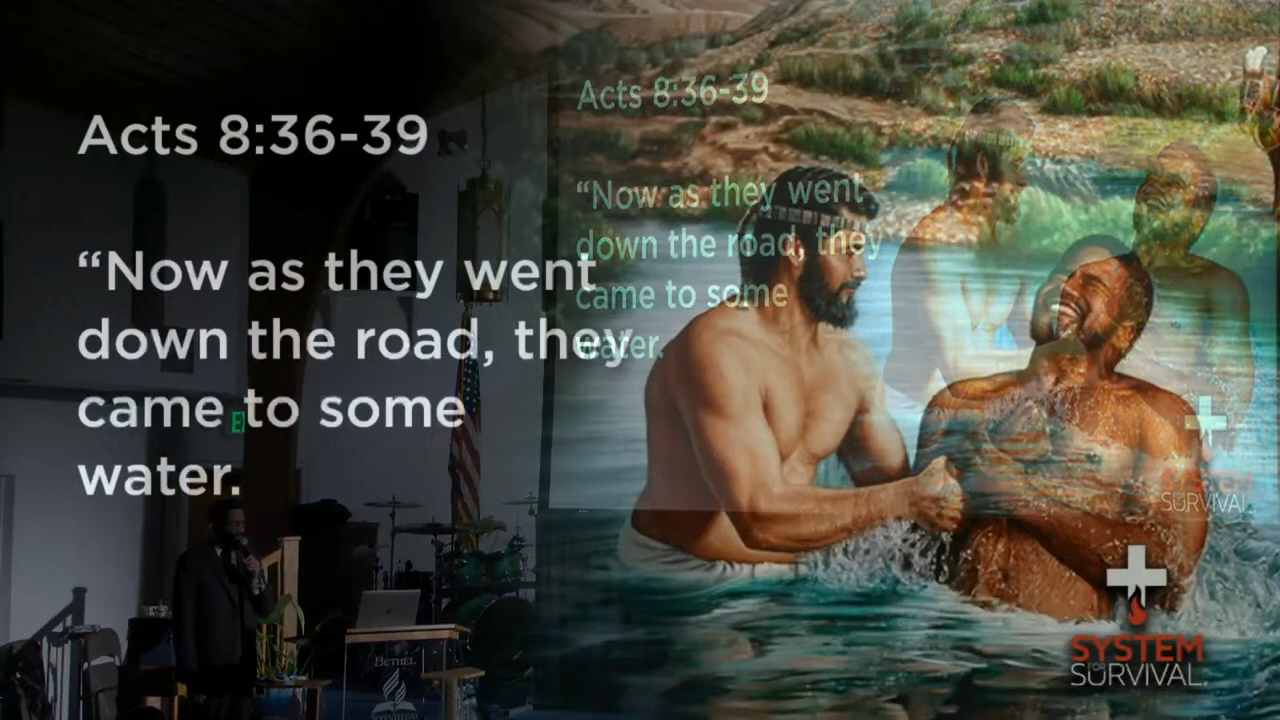 Acts 8:36-39
“Now as they went
down the road, they
came to some
water.
Acts 8:36-39
“Now as they went
down the road, they
came to some
water.
SURVIVAL
SYSTEM
FOR
SURVIVAL
BETHEL